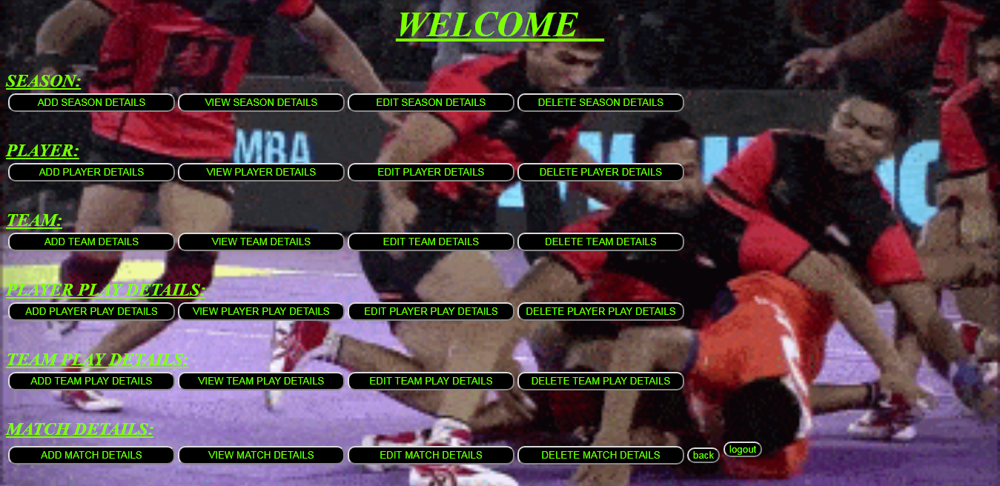 WELCOME _
SEASON:
ADD SEASON DETAILS VIEW SEASON DETAILS EDIT SEASON DETAILS DELETE SEASON DETAILS
MBA
PLAYER:
ADD PLAYER DETAILS VIEW PLAYER DETAILS EDIT PLAYER DETAILS DELETE PLAYER DETAILS
TEAM:
ADD TEAM DETAILS VIEW TEAM DETAILS EDIT TEAM DETAILS DELETE TEAM DETAILS
PLAYER PLAY DETAILS:
ADD PLAYER PLAY DETAILS VIEW PLAYER PLAY DETAILS EDIT PLAYER PLAY DETAILS DELETE PLAYER PLAY DETAILS
TEAM PLAY DETAILS:
ADD TEAM PLAY DETAILS VIEW TEAM PLAY DETAILS EDIT TEAM PLAY DETAILS DELETE TEAM PLAY DETAILS
MATCH DETAILS:
ADD MATCH DETAILS VIEW MATCH DETAILS EDIT MATCH DETAILS DELETE MATCH DETAILS back logout